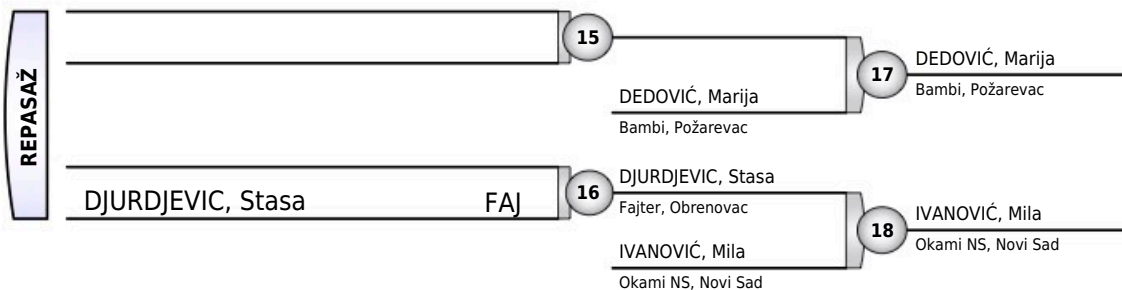 REPASAŽ
15
DEDOVIĆ, Marija
Bambi, Požarevac
17
DEDOVIĆ, Marija
Bambi, Požarevac
DJURDJEVIC, Stasa FAJ
16
DJURDJEVIC, Stasa
Fajter, Obrenovac
IVANOVIĆ, Mila
Okami NS, Novi Sad
18
IVANOVIĆ, Mila
Okami NS, Novi Sad